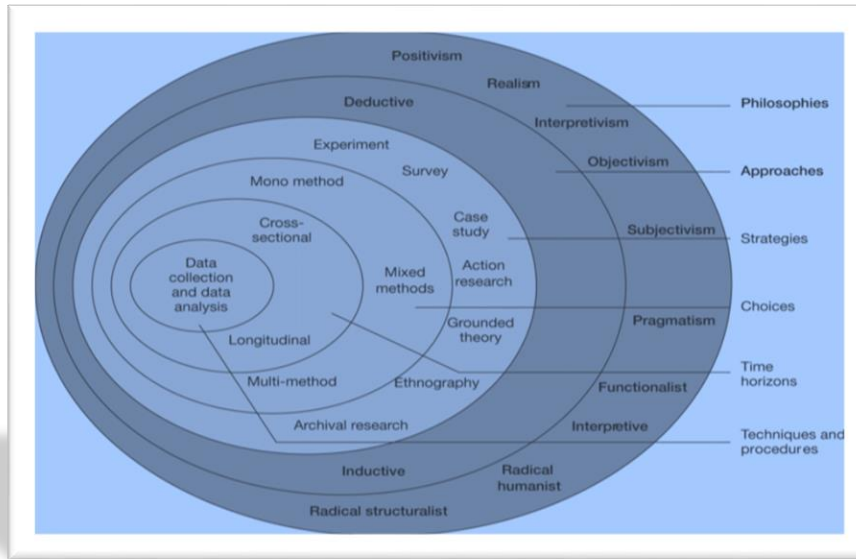 Positivism
Realism
Philosophies
Deductive
Interpretivism
Experiment
Objectivism
Survey
Approaches
Mono method
Case
study
Cross-
sectional
Subjectivism
Strategies
Data
collection
and data
analysis
Mixed
methods
Action
research
Choices
Grounded
theory
Pragmatism
Longitudinal
Time
horizons
Multi-method
Ethnography
Functionalist
Archival research
Interpretive
Techniques and
procedures
Inductive
Radical
humanist
Radical structuralist